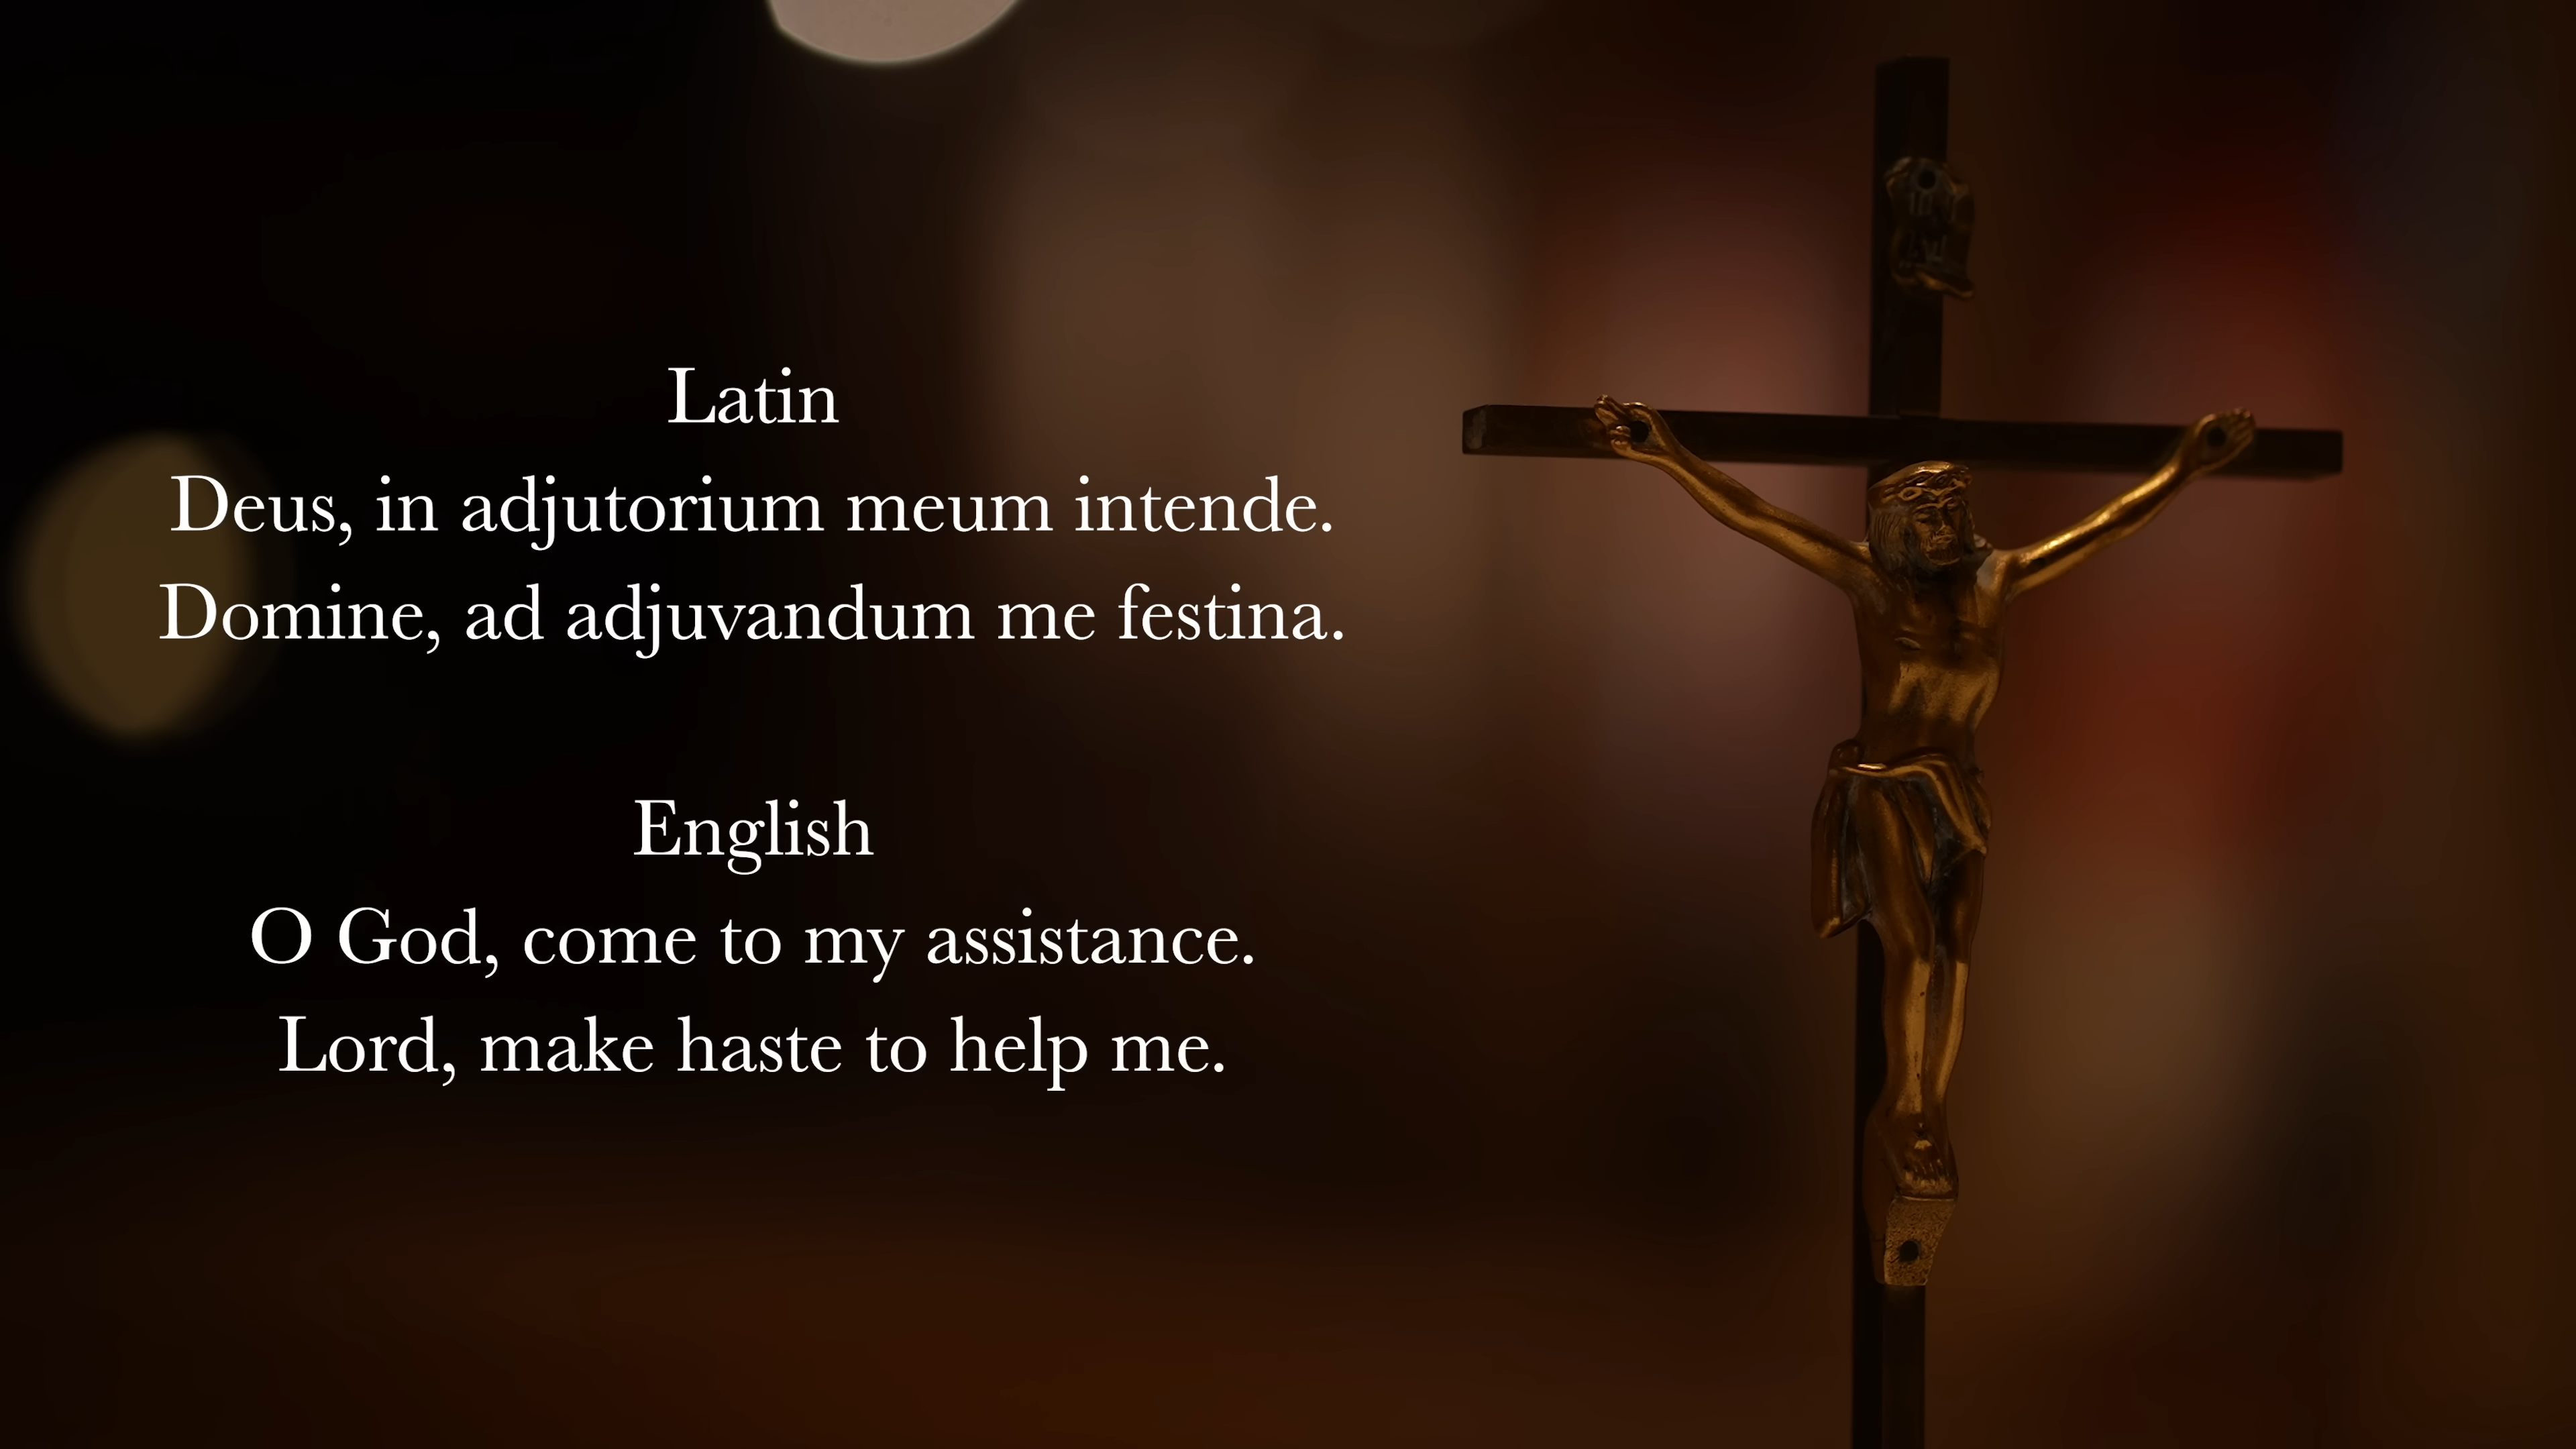 Latin
Deus, in adjutorium meum intende.
Domine, ad adjuvandum me festina.
English
O God, come to my assistance.
Lord, make haste to help me.